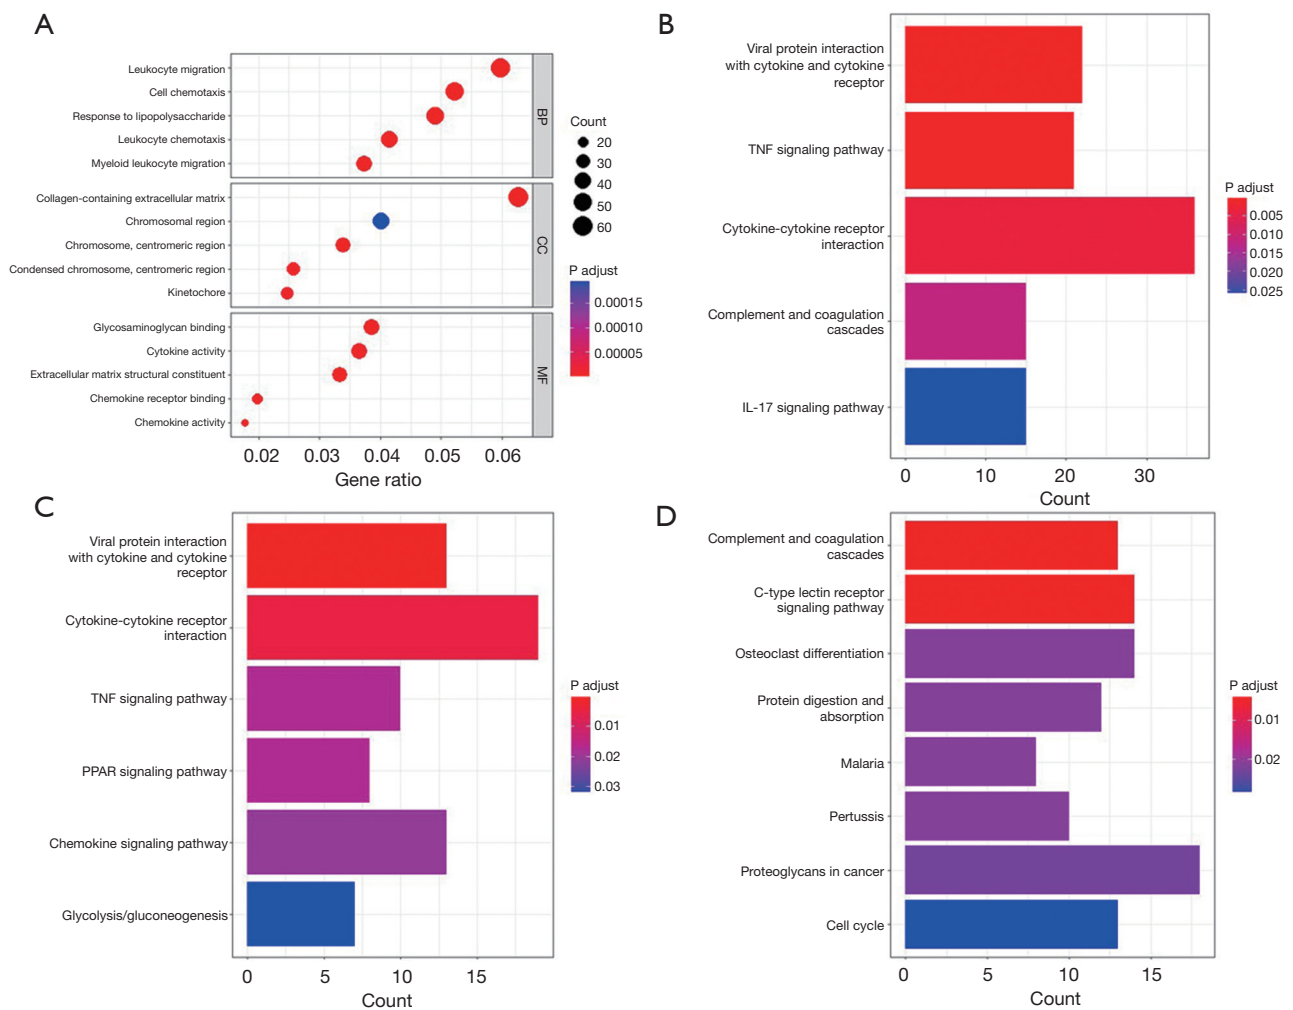 A
Leukocyte migration
Cell chemotaxis
Response to lipopolysaccharide
Leukocyte chemotaxis
Myeloid leukocyte migration
BP
Collagen-containing extracellular matrix
Chromosomal region
Chromosome, centromeric region
Condensed chromosome, centromeric region
Kinetochore
CC
Glycosaminoglycan binding
Cytokine activity
Extracellular matrix structural constituent
Chemokine receptor binding
Chemokine activity
MF
0.02 0.03 0.04 0.05 0.06
Gene ratio
Count
20
30
40
50
60
P adjust
0.00015
0.00010
0.00005
B
Viral protein interaction
with cytokine and cytokine
receptor
TNF signaling pathway
Cytokine-cytokine receptor
interaction
Complement and coagulation
cascades
IL-17 signaling pathway
0 10 20 30
Count
P adjust
0.005
0.010
0.015
0.020
0.025
C
Viral protein interaction
with cytokine and cytokine
receptor
Cytokine-cytokine receptor
interaction
TNF signaling pathway
PPAR signaling pathway
Chemokine signaling pathway
Glycolysis/gluconeogenesis
0 5 10 15
Count
P adjust
0.01
0.02
0.03
D
Complement and coagulation
cascades
C-type lectin receptor
signaling pathway
Osteoclast differentiation
Protein digestion and
absorption
Malaria
Pertussis
Proteoglycans in cancer
Cell cycle
0 5 10 15
Count
P adjust
0.01
0.02